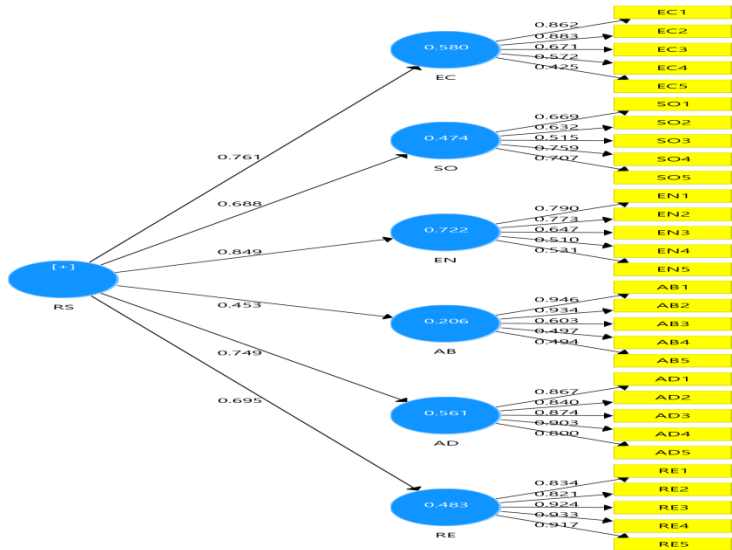 0.862
EC1
0.883
EC2
0.580
0.671
EC3
0.572
EC4
0.425
EC5
EC
0.669
SO1
0.632
SO2
0.474
0.515
SO3
0.759
SO4
0.707
SO5
SO
0.761
0.688
0.790
EN1
0.773
EN2
0.722
0.647
EN3
0.510
EN4
0.531
EN5
EN
0.849
[+]
RS
0.453
0.946
AB1
0.934
AB2
0.206
0.603
AB3
0.497
AB4
0.494
AB5
AB
0.749
0.695
0.867
AD1
0.840
AD2
0.561
0.874
AD3
0.903
AD4
0.800
AD5
AD
0.834
RE1
0.821
RE2
0.483
0.924
RE3
0.933
RE4
0.917
RE5
RE